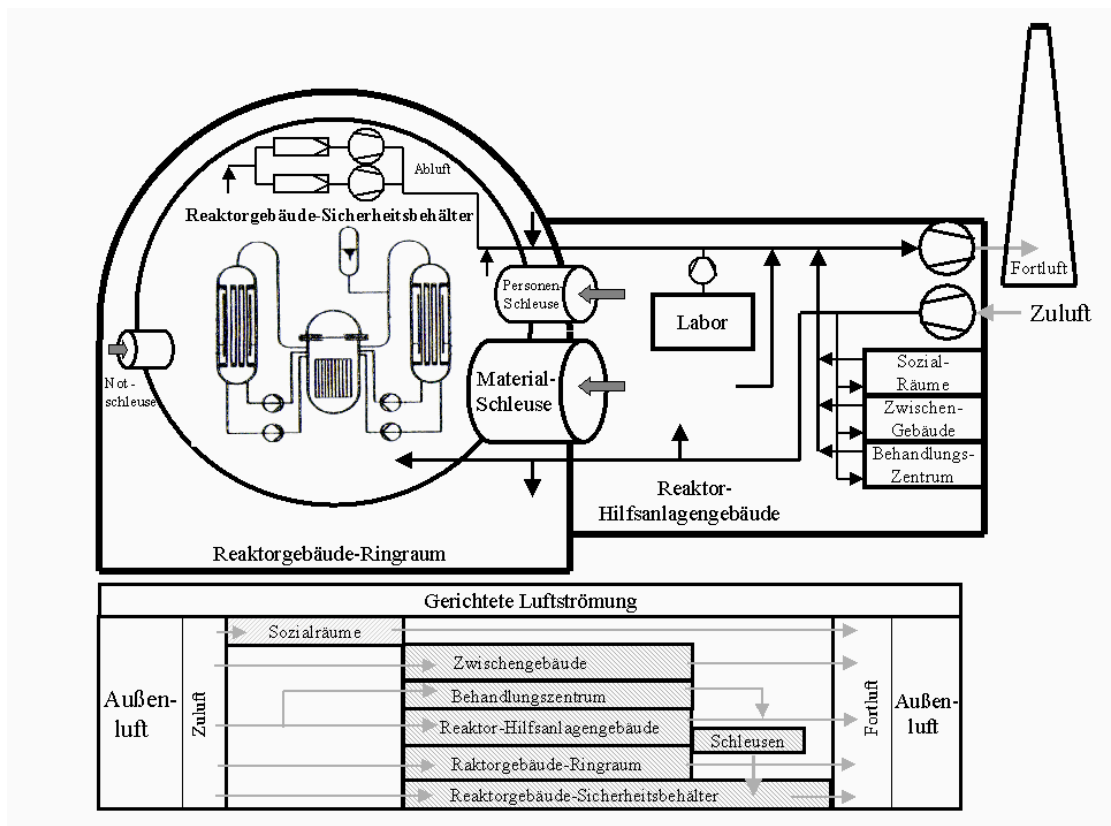 Abluft
Reaktorgebäude-Sicherheitsbehälter
Personen-
Schleuse
Fortluft
Labor
Zuluft
Not-
schleuse
Material-
Schleuse
Sozial-
Räume
Zwischen-
Gebäude
Behandlungs-
Zentrum
Reaktor-
Hilfsanlagengebäude
Reaktorgebäude-Ringraum
Gerichtete Luftströmung
Außen-
luft
Zuluft
Sozialräume
Zwischengebäude
Behandlungszentrum
Reaktor-Hilfsanlagengebäude
Schleusen
Raktorgebäude-Ringraum
Reaktorgebäude-Sicherheitsbehälter
Fortluft
Außen-
luft